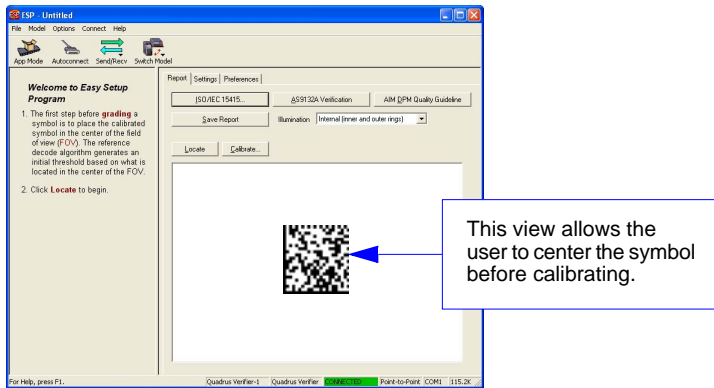 ESP - Untitled
File Model Options Connect Help
App Mode Autoconnect Send/Recv Switch Model
Welcome to Easy Setup
Program
1. The first step before grading a
symbol is to place the calibrated
symbol in the center of the field
of view (FOV). The reference
decode algorithm generates an
initial threshold based on what is
located in the center of the FOV.
2. Click Locate to begin.
Report Settings Preferences
ISO/IEC 15415... AS9132A Verification AIM DPM Quality Guideline
Save Report Illumination Internal (inner and outer rings)
Locate Calibrate...
This view allows the
user to center the symbol
before calibrating.
For Help, press F1. Quadrus Verifier-1 Quadrus Verifier CONNECTED Point-to-Point COM1 115.2K